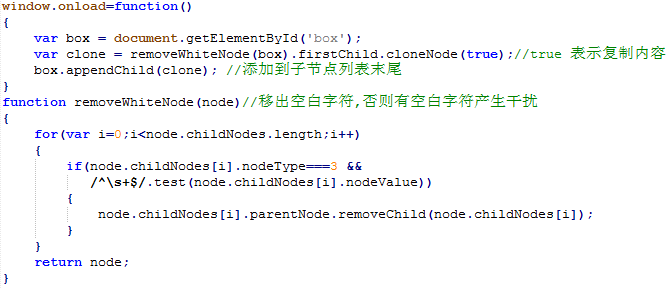 window.onload=function()
{
    var box = document.getElementById('box');
    var clone = removeWhiteNode(box).firstChild.cloneNode(true);//true 表示复制内容
    box.appendChild(clone); //添加到子节点列表末尾
}
function removeWhiteNode(node)//移出空白字符,否则有空白字符产生干扰
{
    for(var i=0;i<node.childNodes.length;i++)
    {
        if(node.childNodes[i].nodeType===3 &&
           /^\s+$/.test(node.childNodes[i].nodeValue))
        {
            node.childNodes[i].parentNode.removeChild(node.childNodes[i]);
        }
    }
    return node;
}